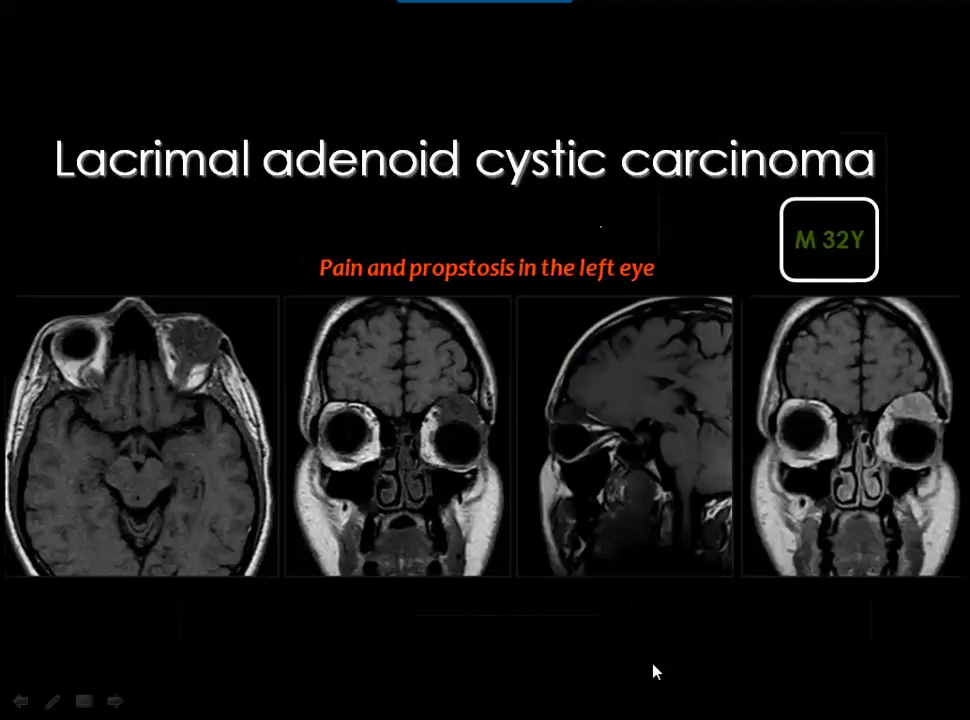 Lacrimal adenoid cystic carcinoma
M 32Y
Pain and propstosis in the left eye